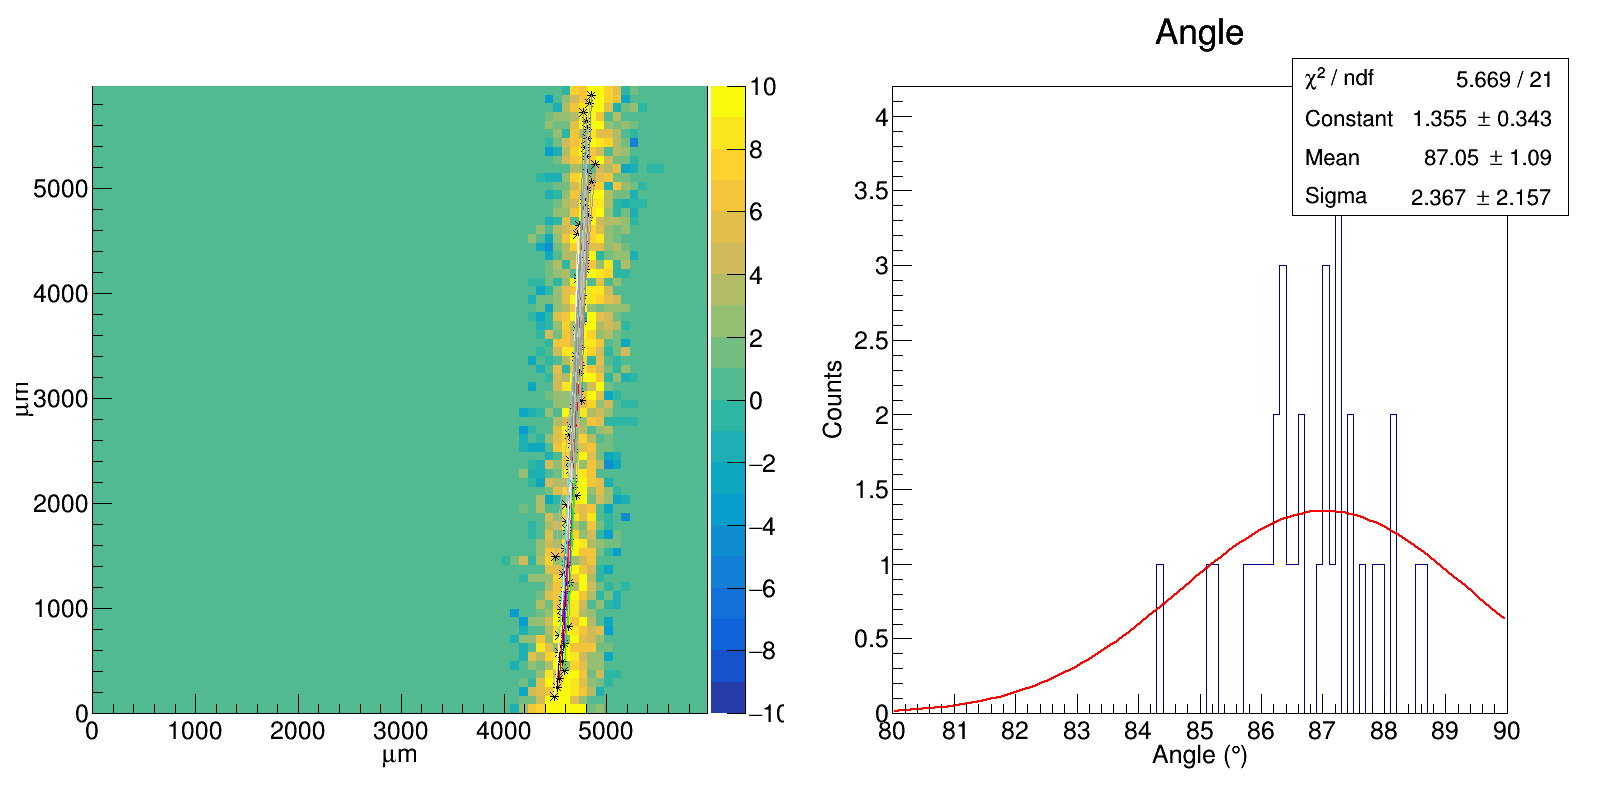 Angle
χ² / ndf 5.669 / 21
Constant 1.355 ± 0.343
Mean 87.05 ± 1.09
Sigma 2.367 ± 2.157
10
8
6
4
2
0
−2
−4
−6
−8
−10
5000
4000
3000
2000
1000
0
μm
0 1000 2000 3000 4000 5000
μm
4
3.5
3
2.5
2
1.5
1
0.5
0
Counts
80 81 82 83 84 85 86 87 88 89 90
Angle (°)